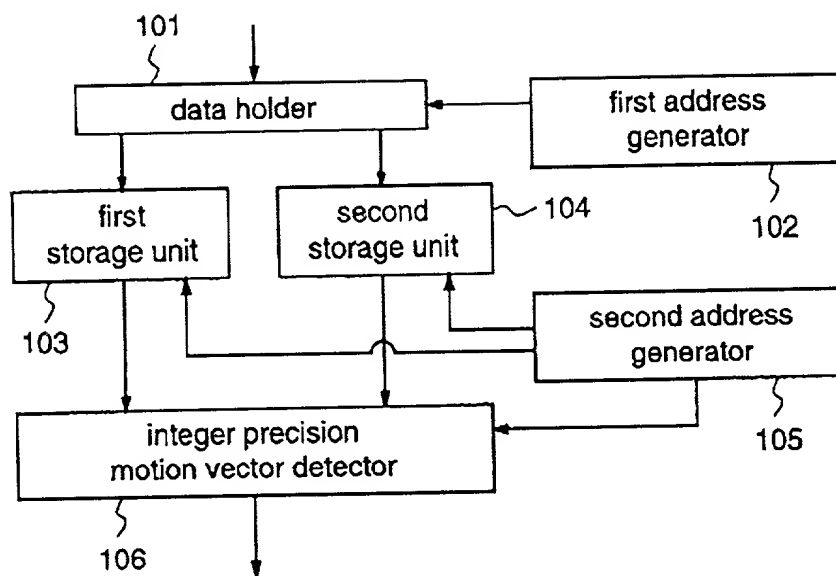 101
data holder
first address
generator
102
first
storage unit
103
second
storage unit
104
second address
generator
105
integer precision
motion vector detector
106